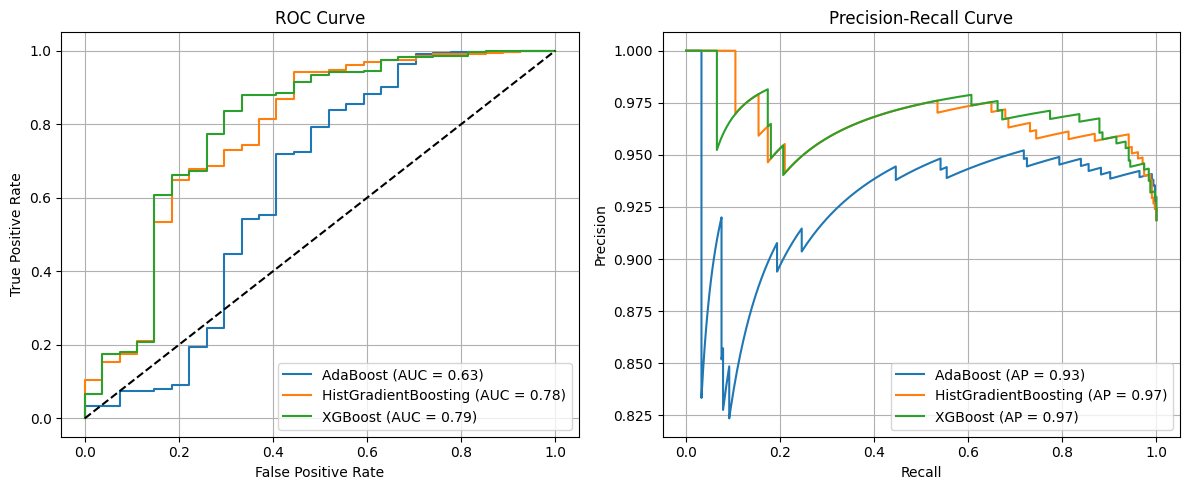 ROC Curve
1.0
0.8
0.6
0.4
0.2
0.0
True Positive Rate
0.0 0.2 0.4 0.6 0.8 1.0
False Positive Rate
AdaBoost (AUC = 0.63)
HistGradientBoosting (AUC = 0.78)
XGBoost (AUC = 0.79)
Precision-Recall Curve
1.000
0.975
0.950
0.925
0.900
0.875
0.850
0.825
Precision
0.0 0.2 0.4 0.6 0.8 1.0
Recall
AdaBoost (AP = 0.93)
HistGradientBoosting (AP = 0.97)
XGBoost (AP = 0.97)